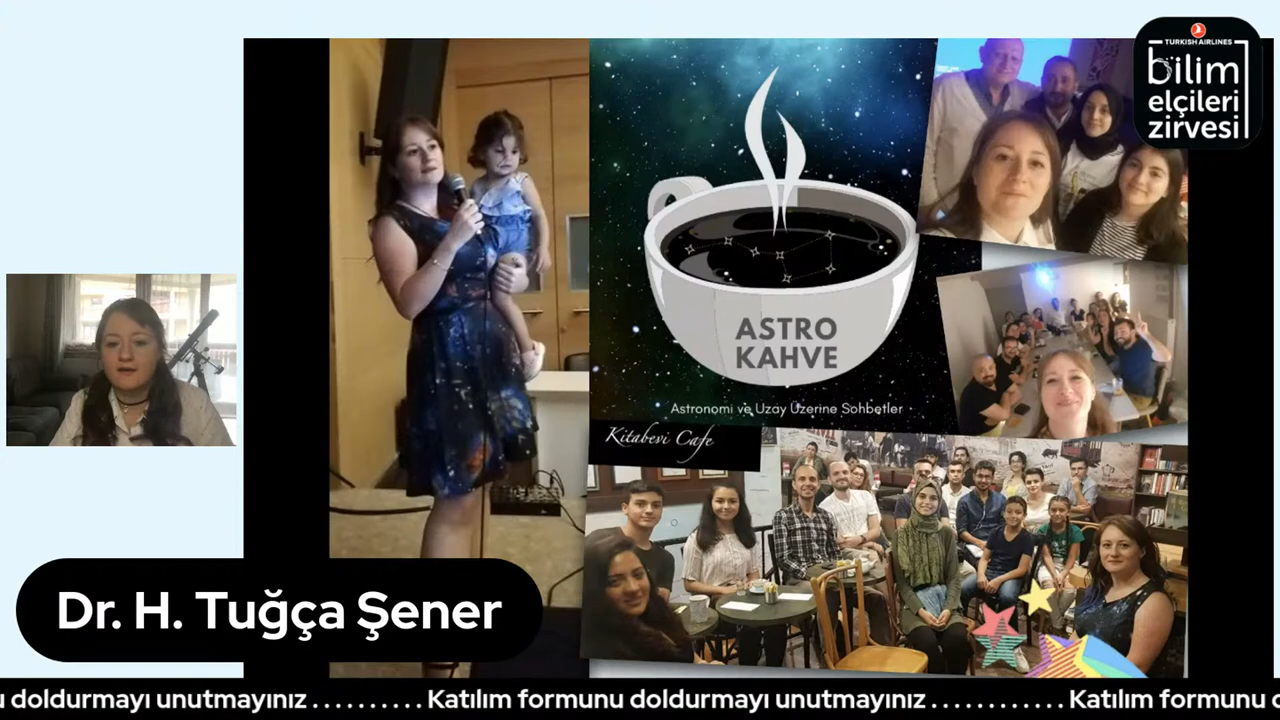 TURKISH AIRLINES
bilim
elçileri
zirvesi
ASTRO
KAHVE
Astronomi ve Uzay Üzerine Sohbetler
Kitabevi Cafe
Dr. H. Tuğça Şener
u doldurmayı unutmayınız . . . . . . . . . . . . Katılım formunu doldurmayı unutmayınız . . . . . . . . . . . . Katılım formunu d